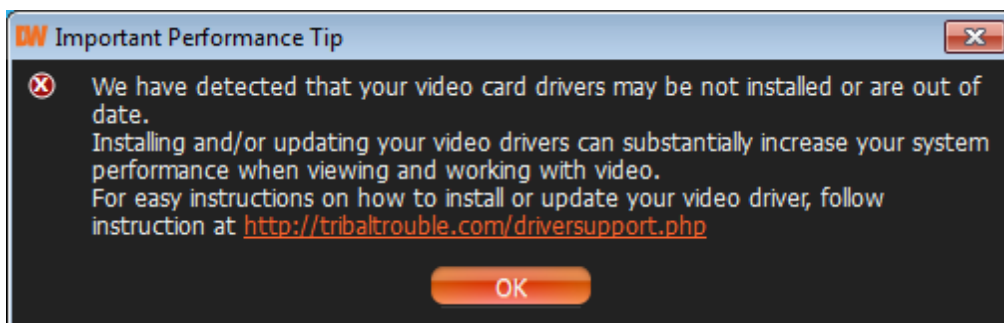 DW Important Performance Tip
We have detected that your video card drivers may be not installed or are out of
date.
Installing and/or updating your video drivers can substantially increase your system
performance when viewing and working with video.
For easy instructions on how to install or update your video driver, follow
instruction at http://tribaltrouble.com/driversupport.php
OK